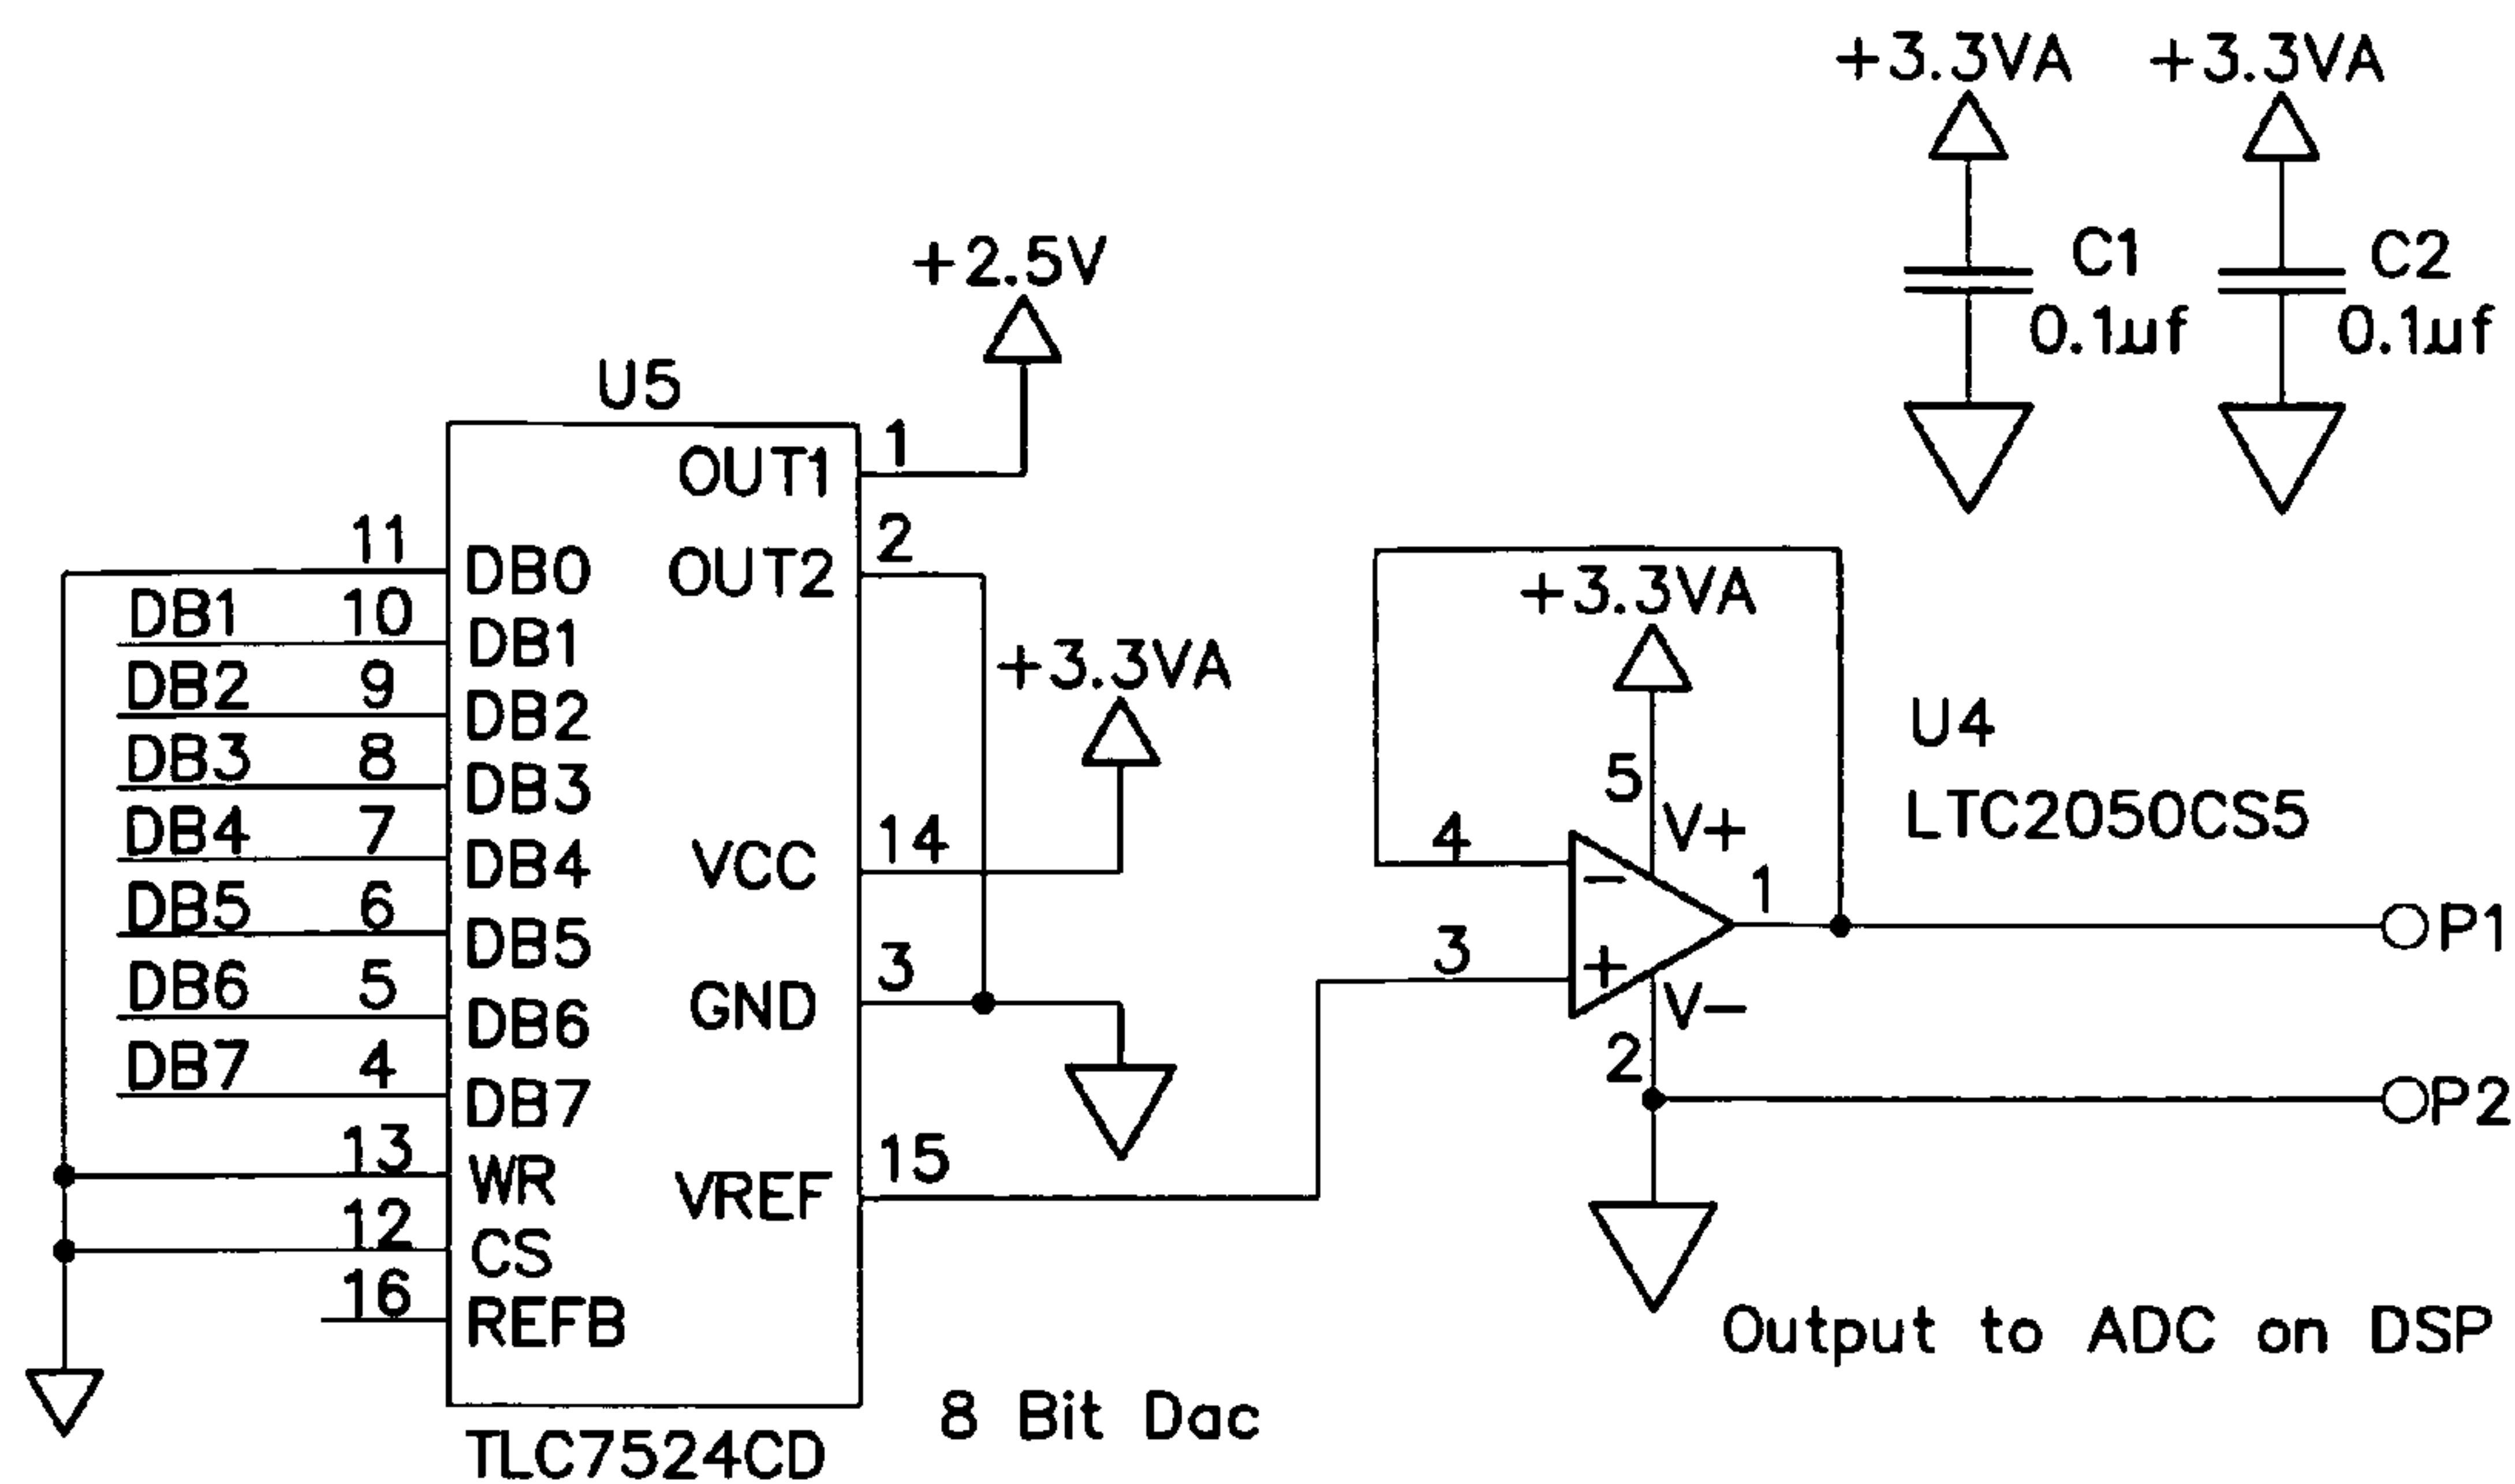 +3.3VA +3.3VA
C1 C2
0.1uf 0.1uf
+2.5V
U5
OUT1 1
OUT2 2
11 DB0
DB1 10 DB1
DB2 9 DB2
DB3 8 DB3
DB4 7 DB4
DB5 6 DB5
DB6 5 DB6
DB7 4 DB7
13 WR
12 CS
16 REFB
+3.3VA
VCC 14
GND 3
VREF 15
TLC7524CD
8 Bit Dac
+3.3VA
5 V+
4 -
3 +
1
V-
2
U4
LTC2050CS5
P1
P2
Output to ADC on DSP